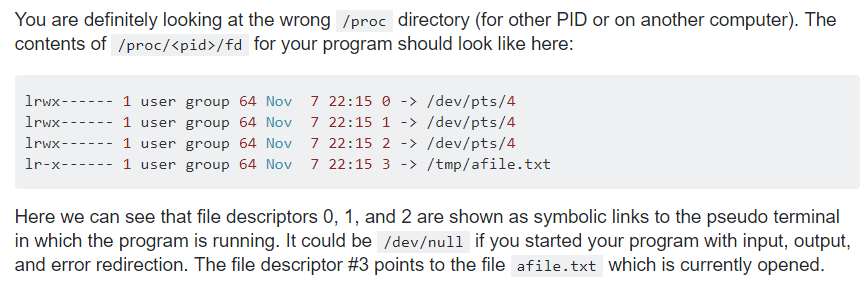 You are definitely looking at the wrong /proc directory (for other PID or on another computer). The
contents of /proc/<pid>/fd for your program should look like here:
lrwx------ 1 user group 64 Nov  7 22:15 0 -> /dev/pts/4
lrwx------ 1 user group 64 Nov  7 22:15 1 -> /dev/pts/4
lrwx------ 1 user group 64 Nov  7 22:15 2 -> /dev/pts/4
lr-x------ 1 user group 64 Nov  7 22:15 3 -> /tmp/afile.txt
Here we can see that file descriptors 0, 1, and 2 are shown as symbolic links to the pseudo terminal
in which the program is running. It could be /dev/null if you started your program with input, output,
and error redirection. The file descriptor #3 points to the file afile.txt which is currently opened.